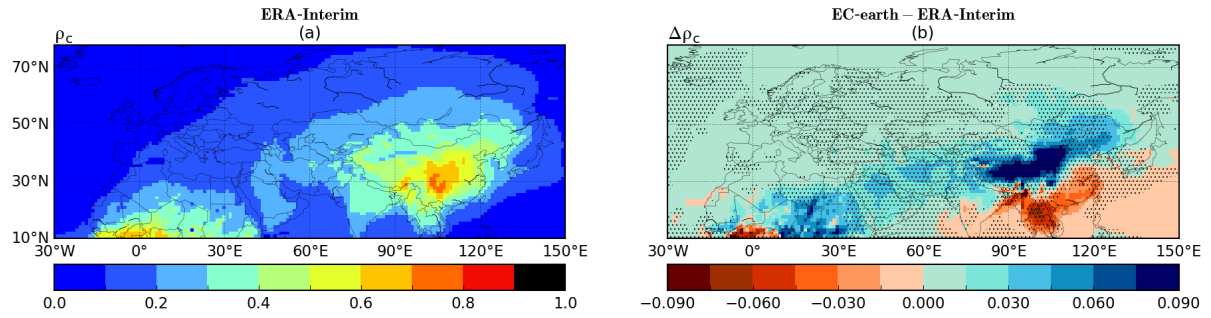 ERA-Interim
ρc (a)
70°N
50°N
30°N
10°N
30°W 0° 30°E 60°E 90°E 120°E 150°E
0.0 0.2 0.4 0.6 0.8 1.0
EC-earth − ERA-Interim
Δρc (b)
30°W 0° 30°E 60°E 90°E 120°E 150°E
−0.090 −0.060 −0.030 0.000 0.030 0.060 0.090